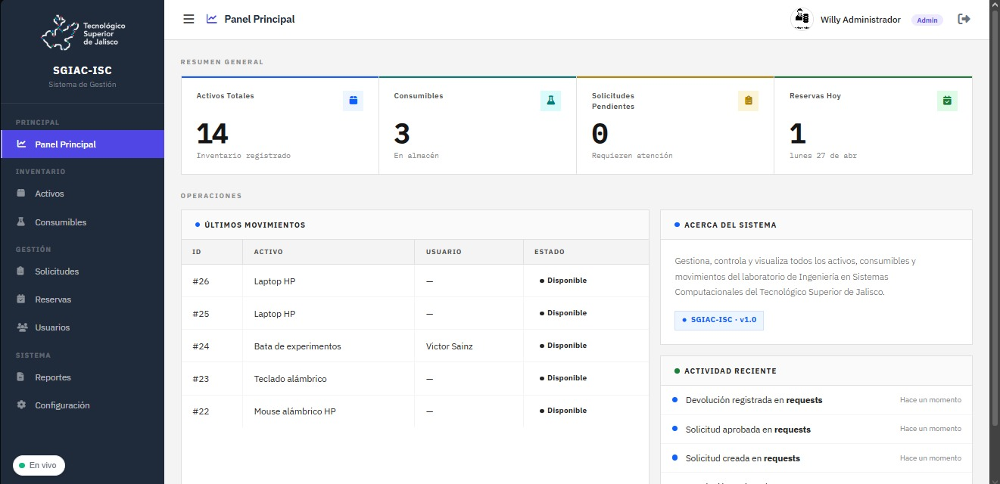 Tecnológico
Superior
de Jalisco
SGIAC-ISC
Sistema de Gestión
PRINCIPAL
Panel Principal
INVENTARIO
Activos
Consumibles
GESTIÓN
Solicitudes
Reservas
Usuarios
SISTEMA
Reportes
Configuración
En vivo
Panel Principal
Willy Administrador
Admin
RESUMEN GENERAL
Activos Totales
14
Inventario registrado
Consumibles
3
En almacén
Solicitudes
Pendientes
0
Requieren atención
Reservas Hoy
1
lunes 27 de abr
OPERACIONES
ÚLTIMOS MOVIMIENTOS
ID ACTIVO USUARIO ESTADO
#26 Laptop HP — Disponible
#25 Laptop HP — Disponible
#24 Bata de experimentos Victor Sainz Disponible
#23 Teclado alámbrico — Disponible
#22 Mouse alámbrico HP — Disponible
ACERCA DEL SISTEMA
Gestiona, controla y visualiza todos los activos, consumibles y
movimientos del laboratorio de Ingeniería en Sistemas
Computacionales del Tecnológico Superior de Jalisco.
SGIAC-ISC · v1.0
ACTIVIDAD RECIENTE
Devolución registrada en requests Hace un momento
Solicitud aprobada en requests Hace un momento
Solicitud creada en requests Hace un momento